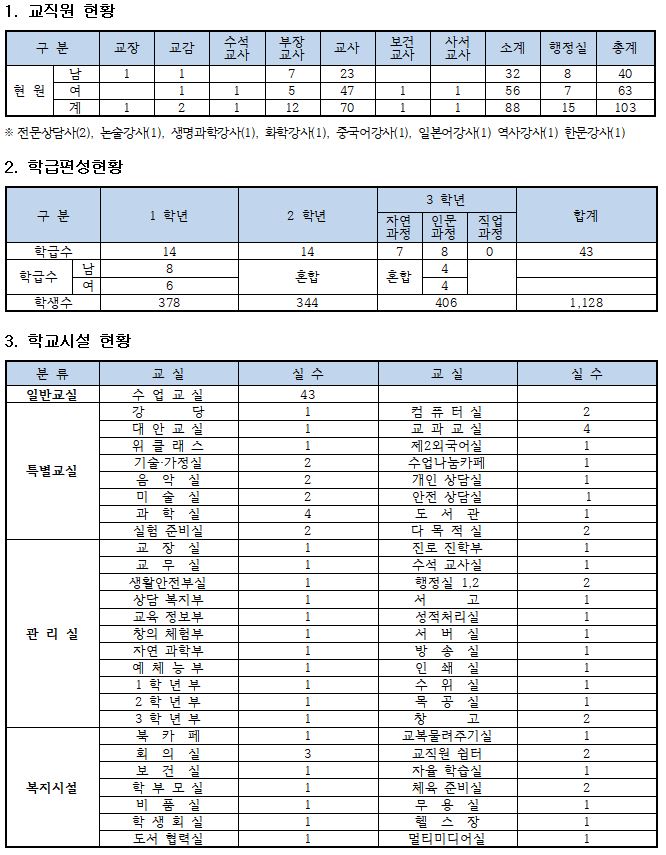 1. 교직원 현황
구 분 교장 교감 수석교사 부장교사 교사 보건교사 사서교사 소계 행정실 총계
현 원 남 1 1 7 23 32 8 40
여 1 1 5 47 1 1 56 7 63
계 1 2 1 12 70 1 1 88 15 103
※ 전문상담사(2), 논술강사(1), 생명과학강사(1), 화학강사(1), 중국어강사(1), 일본어강사(1) 역사강사(1) 한문강사(1)
2. 학급편성현황
구 분 1 학년 2 학년 3 학년 합계
자연과정 인문과정 직업과정
학급수 14 14 7 8 0 43
학급수 남 8 혼합 혼합 4
여 6 4
학생수 378 344 406 1,128
3. 학교시설 현황
분 류 교 실 실 수 교 실 실 수
일반교실 수 업 교 실 43
특별교실 강 당 1 컴 퓨 터 실 2
대 안 교 실 1 교 과 교 실 4
위 클 래 스 1 제2외국어실 1
기술·가정실 2 수업나눔카페 1
음 악 실 2 개인 상담실 1
미 술 실 2 안전 상담실 1
과 학 실 4 도 서 관 1
실험 준비실 2 다 목 적 실 2
관 리 실 교 장 실 1 진로 진학부 1
교 무 실 1 수석 교사실 1
생활안전부실 1 행정실 1,2 2
상담 복지부 1 서 고 1
교육 정보부 1 성적처리실 1
창의 체험부 1 서 버 실 1
자연 과학부 1 방 송 실 1
예 체 능 부 1 인 쇄 실 1
1 학 년 부 1 수 위 실 1
2 학 년 부 1 목 공 실 1
3 학 년 부 1 창 고 2
복지시설 북 카 페 1 교복물려주기실 1
회 의 실 3 교직원 쉼터 2
보 건 실 1 자율 학습실 1
학 부 모 실 1 체육 준비실 2
비 품 실 1 무 용 실 1
학 생 회 실 1 헬 스 장 1
도서 협력실 1 멀티미디어실 1